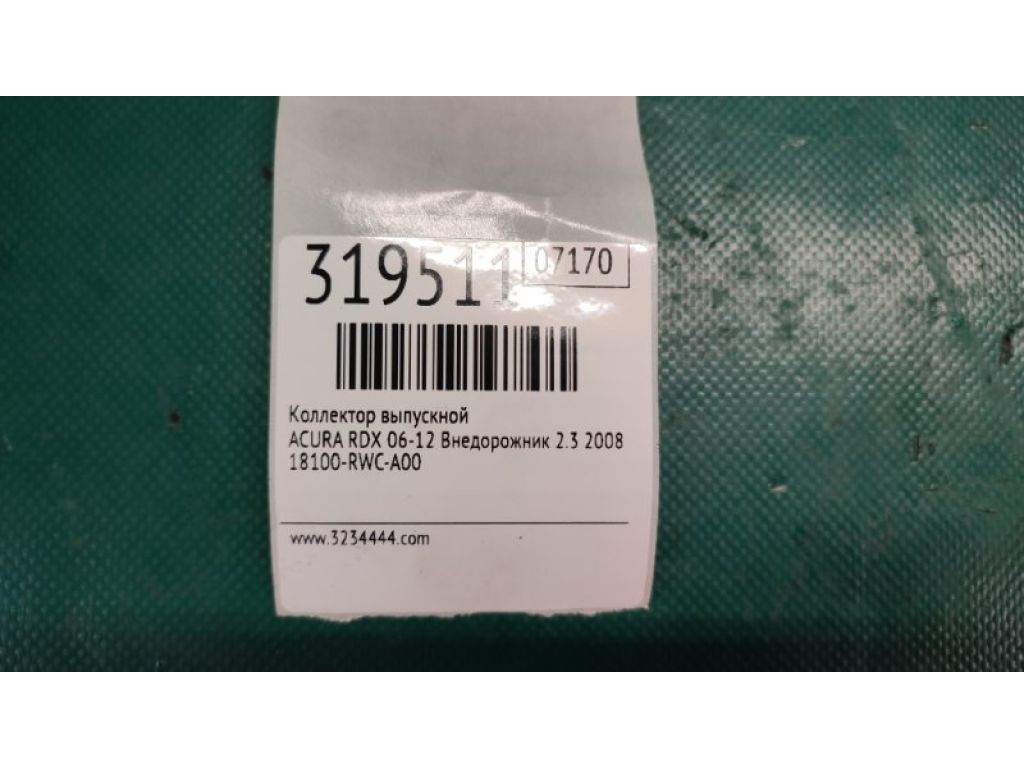 319511 07170
Коллектор выпускной
ACURA RDX 06-12 Внедорожник 2.3 2008
18100-RWC-A00
www.3234444.com